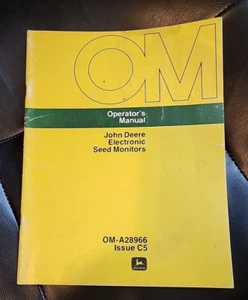 OM
Operator's
Manual
John Deere
Electronic
Seed Monitors
OM-A28966
Issue C5